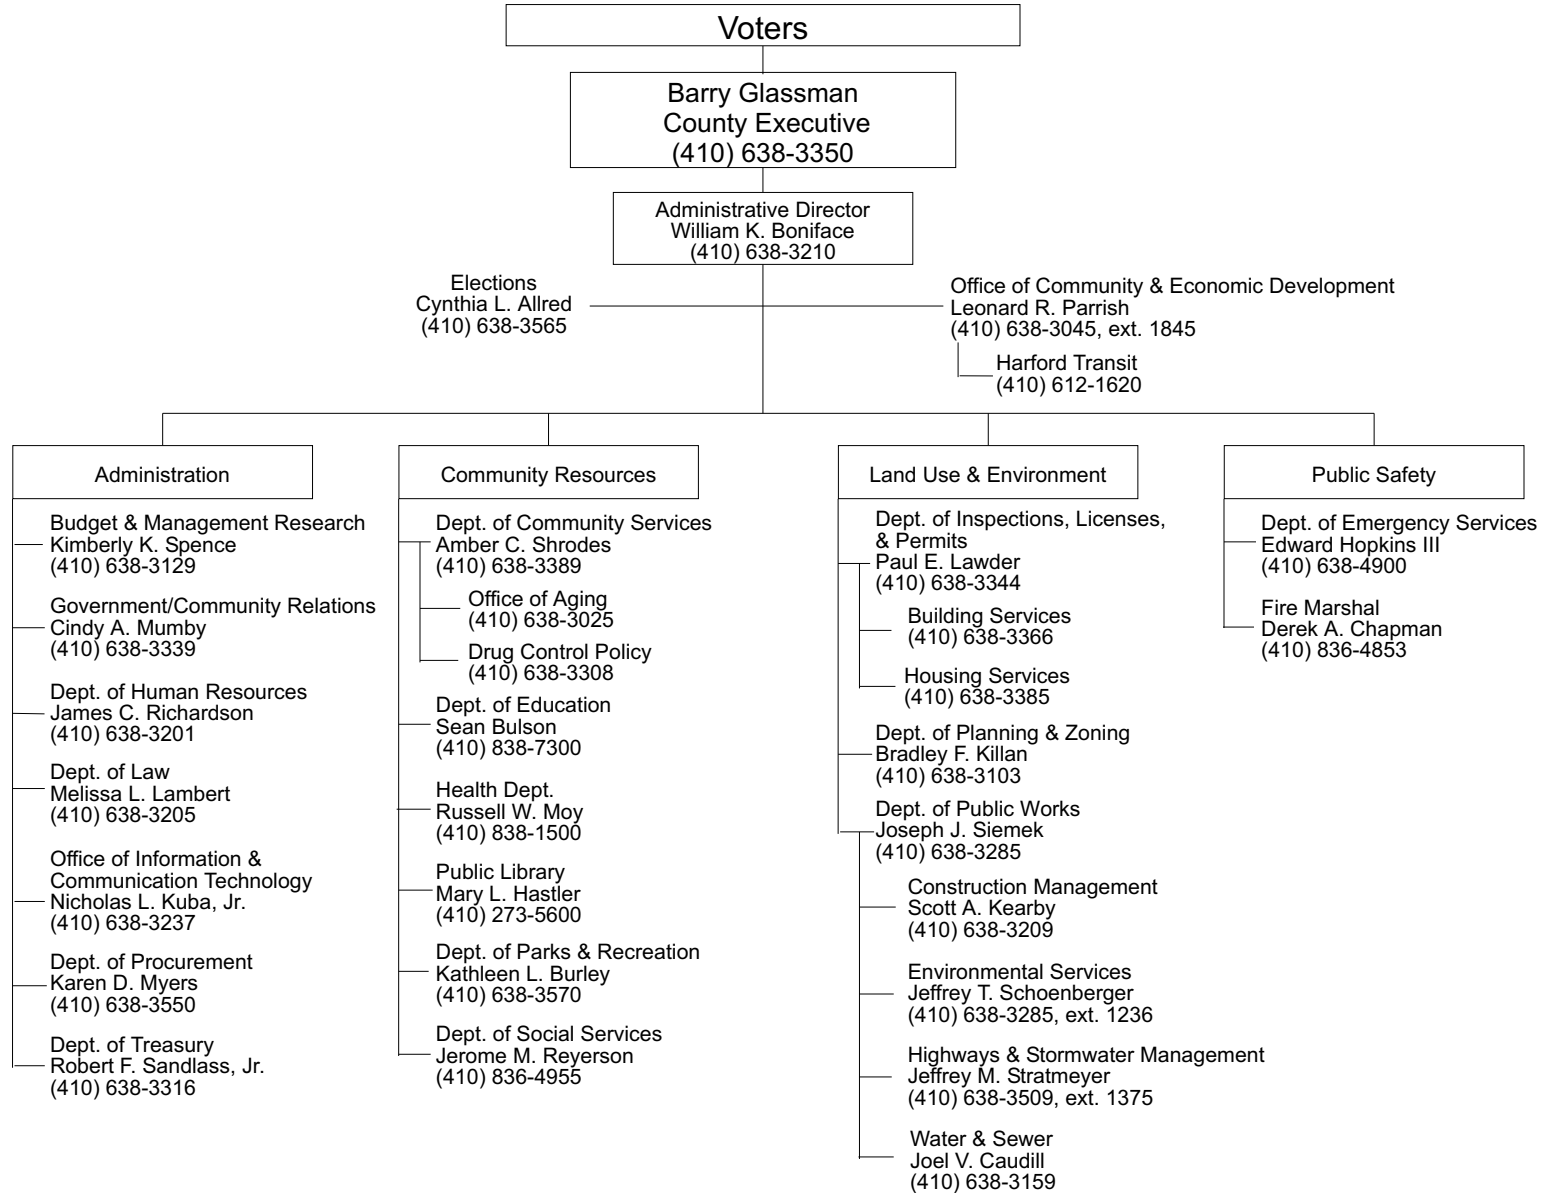 Voters
Barry Glassman
County Executive
(410) 638-3350
Administrative Director
William K. Boniface
(410) 638-3210
Elections
Cynthia L. Allred
(410) 638-3565
Office of Community & Economic Development
Leonard R. Parrish
(410) 638-3045, ext. 1845
Harford Transit
(410) 612-1620
Administration
Budget & Management Research
Kimberly K. Spence
(410) 638-3129
Government/Community Relations
Cindy A. Mumby
(410) 638-3339
Dept. of Human Resources
James C. Richardson
(410) 638-3201
Dept. of Law
Melissa L. Lambert
(410) 638-3205
Office of Information &
Communication Technology
Nicholas L. Kuba, Jr.
(410) 638-3237
Dept. of Procurement
Karen D. Myers
(410) 638-3550
Dept. of Treasury
Robert F. Sandlass, Jr.
(410) 638-3316
Community Resources
Dept. of Community Services
Amber C. Shrodes
(410) 638-3389
Office of Aging
(410) 638-3025
Drug Control Policy
(410) 638-3308
Dept. of Education
Sean Bulson
(410) 838-7300
Health Dept.
Russell W. Moy
(410) 838-1500
Public Library
Mary L. Hastler
(410) 273-5600
Dept. of Parks & Recreation
Kathleen L. Burley
(410) 638-3570
Dept. of Social Services
Jerome M. Reyerson
(410) 836-4955
Land Use & Environment
Dept. of Inspections, Licenses,
& Permits
Paul E. Lawder
(410) 638-3344
Building Services
(410) 638-3366
Housing Services
(410) 638-3385
Dept. of Planning & Zoning
Bradley F. Killan
(410) 638-3103
Dept. of Public Works
Joseph J. Siemek
(410) 638-3285
Construction Management
Scott A. Kearby
(410) 638-3209
Environmental Services
Jeffrey T. Schoenberger
(410) 638-3285, ext. 1236
Highways & Stormwater Management
Jeffrey M. Stratmeyer
(410) 638-3509, ext. 1375
Water & Sewer
Joel V. Caudill
(410) 638-3159
Public Safety
Dept. of Emergency Services
Edward Hopkins III
(410) 638-4900
Fire Marshal
Derek A. Chapman
(410) 836-4853